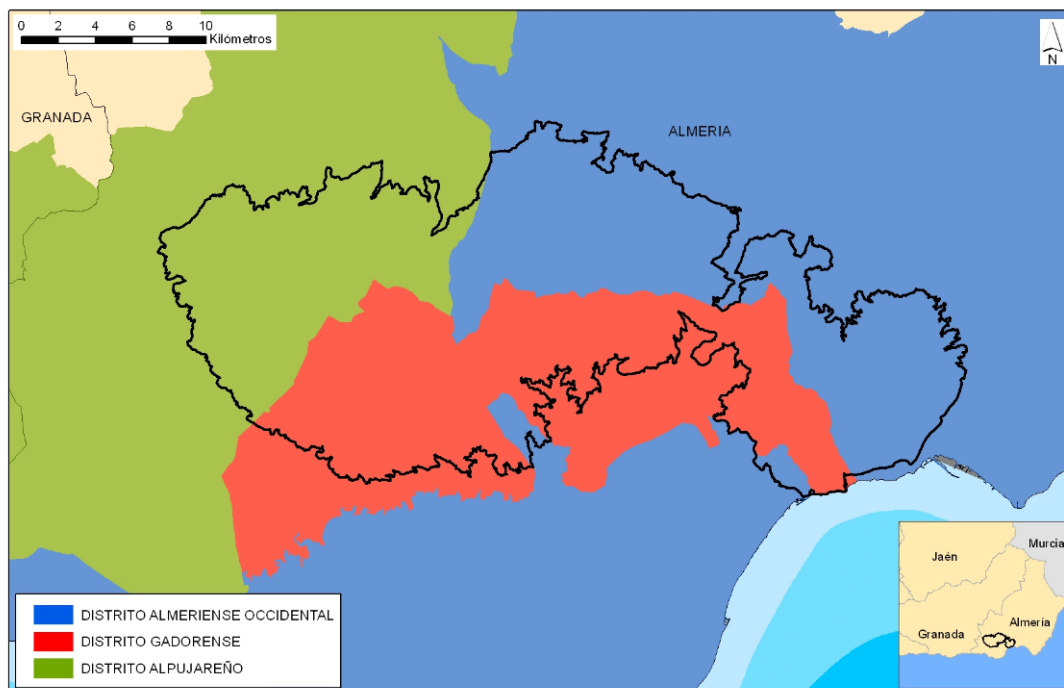 0 2 4 6 8 10
Kilómetros
N
GRANADA
ALMERIA
DISTRITO ALMERIENSE OCCIDENTAL
DISTRITO GADORENSE
DISTRITO ALPUJAREÑO
Murcia
Jaén
Almería
Granada